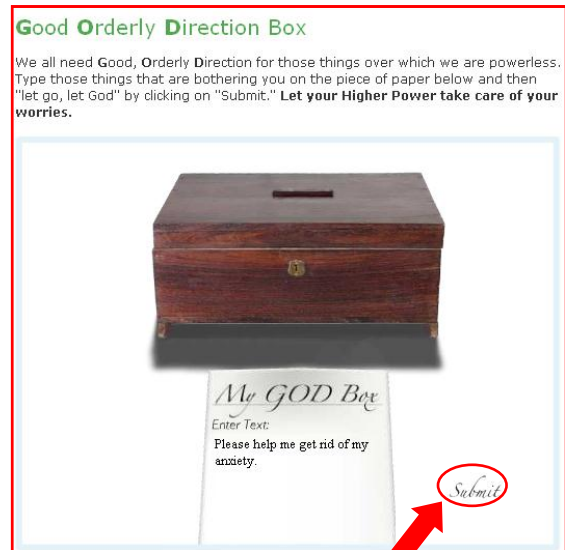 Good Orderly Direction Box
We all need Good, Orderly Direction for those things over which we are powerless.
Type those things that are bothering you on the piece of paper below and then
"let go, let God" by clicking on "Submit." Let your Higher Power take care of your
worries.
My GOD Box
Enter Text:
Please help me get rid of my
anxiety.
Submit